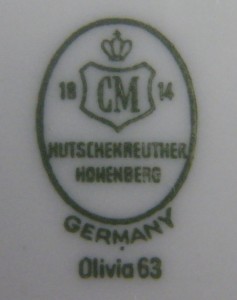 18 CM 14
HUTSCHENREUTHER
HOHENBERG
GERMANY
Olivia 63